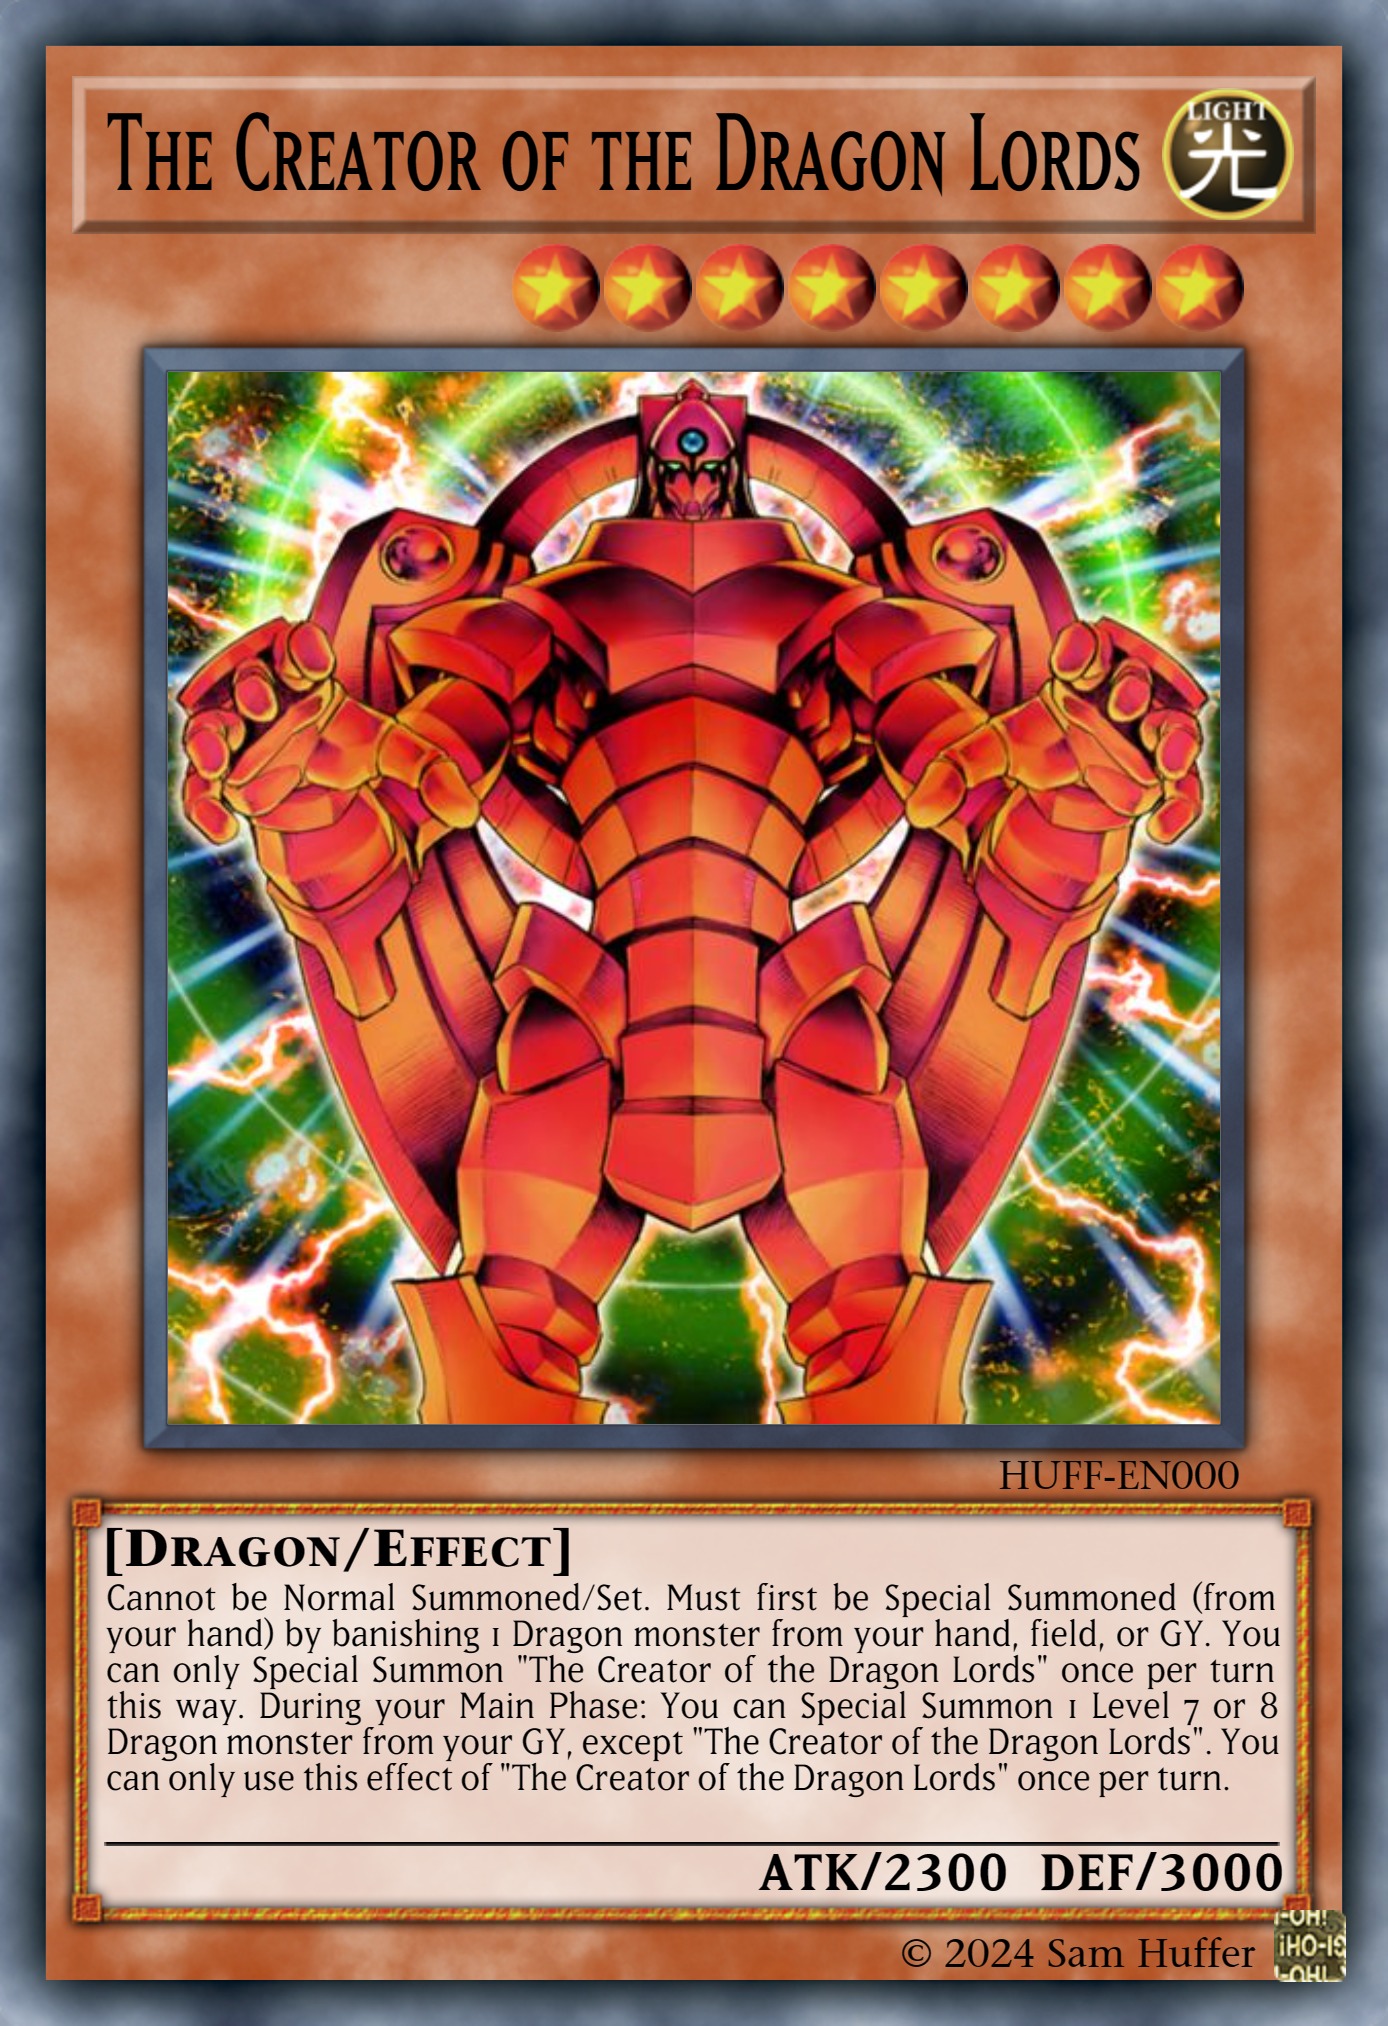 The Creator of the Dragon Lords
LIGHT
光
HUFF-EN000
[Dragon/Effect]
Cannot be Normal Summoned/Set. Must first be Special Summoned (from
your hand) by banishing 1 Dragon monster from your hand, field, or GY. You
can only Special Summon "The Creator of the Dragon Lords" once per turn
this way. During your Main Phase: You can Special Summon 1 Level 7 or 8
Dragon monster from your GY, except "The Creator of the Dragon Lords". You
can only use this effect of "The Creator of the Dragon Lords" once per turn.
ATK/2300 DEF/3000
© 2024 Sam Huffer